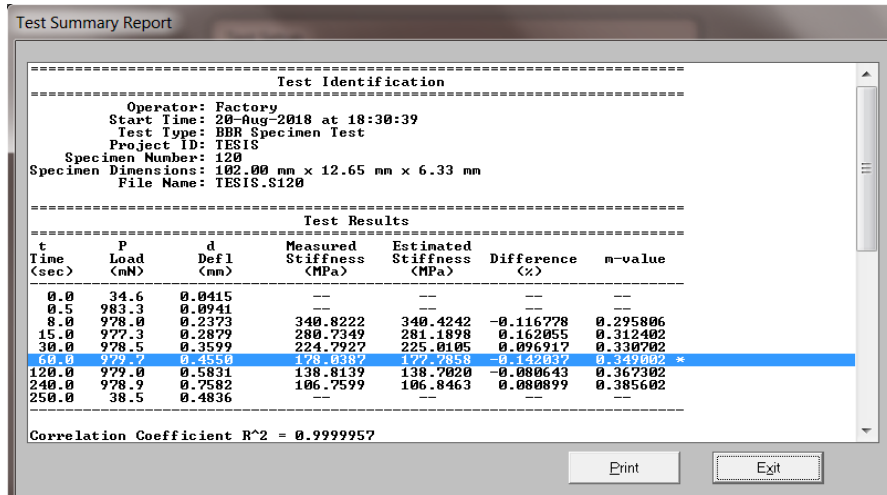 Test Summary Report
================================================================================
Test Identification
================================================================================
Operator: Factory
Start Time: 20-Aug-2018 at 18:30:39
Test Type: BBR Specimen Test
Project ID: TESIS
Specimen Number: 120
Specimen Dimensions: 102.00 mm x 12.65 mm x 6.33 mm
File Name: TESIS.S120
================================================================================
Test Results
================================================================================
t P d Measured Estimated
Time Load Defl Stiffness Stiffness Difference m-value
(sec) (mN) (mm) (MPa) (MPa) (%)
--------------------------------------------------------------------------------
0.0 34.6 0.0415 -- -- -- --
0.5 983.3 0.0941 -- -- -- --
8.0 978.0 0.2373 340.8222 340.4242 -0.116778 0.295806
15.0 977.3 0.2879 280.7349 281.1898 0.162055 0.312402
30.0 978.5 0.3599 224.7927 225.0105 0.096917 0.330702
60.0 979.7 0.4550 178.0387 177.7858 -0.142037 0.349002 *
120.0 979.0 0.5831 138.8139 138.7020 -0.080643 0.367302
240.0 978.9 0.7582 106.7599 106.8463 0.080899 0.385602
250.0 38.5 0.4836 -- -- -- --
--------------------------------------------------------------------------------
Correlation Coefficient R^2 = 0.9999957
Print Exit